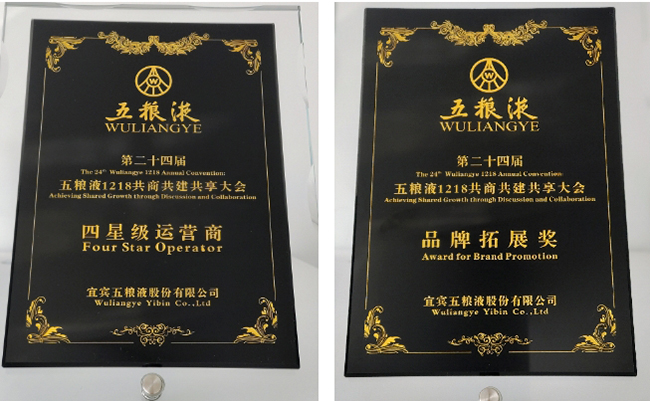 五粮液
WULIANGYE
第二十四届
The 24th Wuliangye 1218 Annual Convention:
五粮液1218共商共建共享大会
Achieving Shared Growth through Discussion and Collaboration
四星级运营商
Four Star Operator
宜宾五粮液股份有限公司
Wuliangye Yibin Co.,Ltd
五粮液
WULIANGYE
第二十四届
The 24th Wuliangye 1218 Annual Convention:
五粮液1218共商共建共享大会
Achieving Shared Growth through Discussion and Collaboration
品牌拓展奖
Award for Brand Promotion
宜宾五粮液股份有限公司
Wuliangye Yibin Co.,Ltd